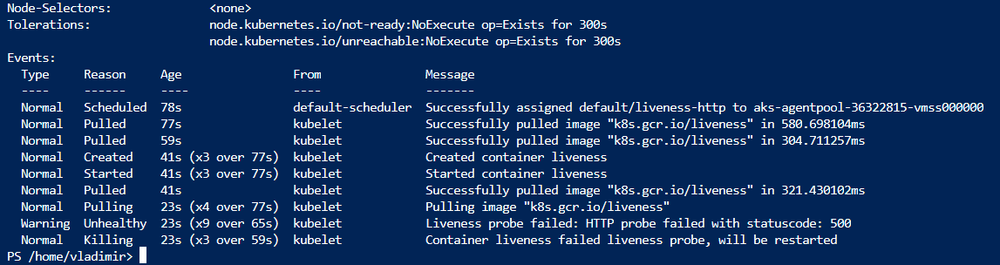 Node-Selectors:              <none>
Tolerations:                 node.kubernetes.io/not-ready:NoExecute op=Exists for 300s
                             node.kubernetes.io/unreachable:NoExecute op=Exists for 300s
Events:
  Type     Reason     Age                From               Message
  ----     ------     ----               ----               -------
  Normal   Scheduled  78s                default-scheduler  Successfully assigned default/liveness-http to aks-agentpool-36322815-vmss000000
  Normal   Pulled     77s                kubelet            Successfully pulled image "k8s.gcr.io/liveness" in 580.698104ms
  Normal   Pulled     59s                kubelet            Successfully pulled image "k8s.gcr.io/liveness" in 304.711257ms
  Normal   Created    41s (x3 over 77s)  kubelet            Created container liveness
  Normal   Started    41s (x3 over 77s)  kubelet            Started container liveness
  Normal   Pulled     41s                kubelet            Successfully pulled image "k8s.gcr.io/liveness" in 321.430102ms
  Normal   Pulling    23s (x4 over 77s)  kubelet            Pulling image "k8s.gcr.io/liveness"
  Warning  Unhealthy  23s (x9 over 65s)  kubelet            Liveness probe failed: HTTP probe failed with statuscode: 500
  Normal   Killing    23s (x3 over 59s)  kubelet            Container liveness failed liveness probe, will be restarted
PS /home/vladimir>